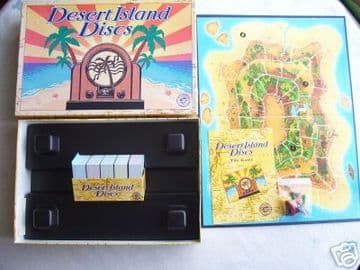 Desert Island
Discs
Desert Island
Discs
Desert Island
Discs
The Game